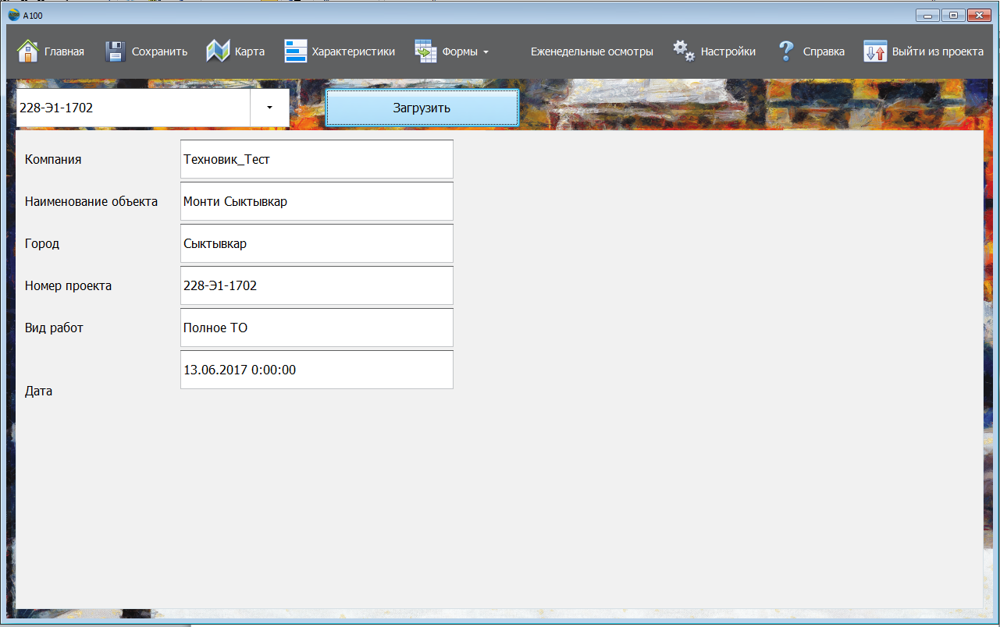 A100
Главная Сохранить Карта Характеристики Формы Еженедельные осмотры Настройки ? Справка Выйти из проекта
228-Э1-1702 Загрузить
Компания Техновик_Тест
Наименование объекта Монти Сыктывкар
Город Сыктывкар
Номер проекта 228-Э1-1702
Вид работ Полное ТО
13.06.2017 0:00:00
Дата